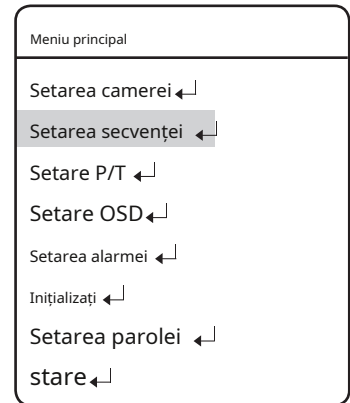 Meniu principal
Setarea camerei
Setarea secvenței
Setare P/T
Setare OSD
Setarea alarmei
Inițializați
Setarea parolei
stare